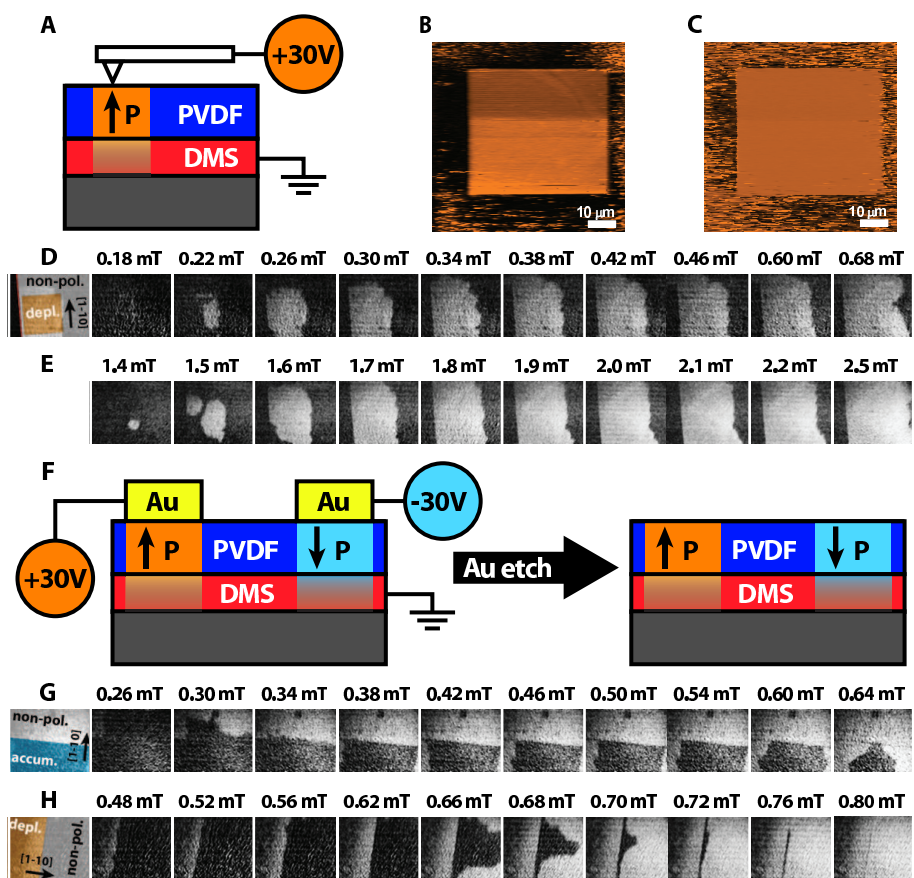 A
B
C
+30V
P
PVDF
DMS
10 µm
10 µm
D
0.18 mT 0.22 mT 0.26 mT 0.30 mT 0.34 mT 0.38 mT 0.42 mT 0.46 mT 0.60 mT 0.68 mT
non-pol.
depl.
[1-10]
E
1.4 mT 1.5 mT 1.6 mT 1.7 mT 1.8 mT 1.9 mT 2.0 mT 2.1 mT 2.2 mT 2.5 mT
F
Au
Au
-30V
+30V
P
PVDF
P
DMS
Au etch
P
PVDF
P
DMS
G
0.26 mT 0.30 mT 0.34 mT 0.38 mT 0.42 mT 0.46 mT 0.50 mT 0.54 mT 0.60 mT 0.64 mT
non-pol.
accum.
[1-10]
H
0.48 mT 0.52 mT 0.56 mT 0.62 mT 0.66 mT 0.68 mT 0.70 mT 0.72 mT 0.76 mT 0.80 mT
depl.
non-pol.
[1-10]